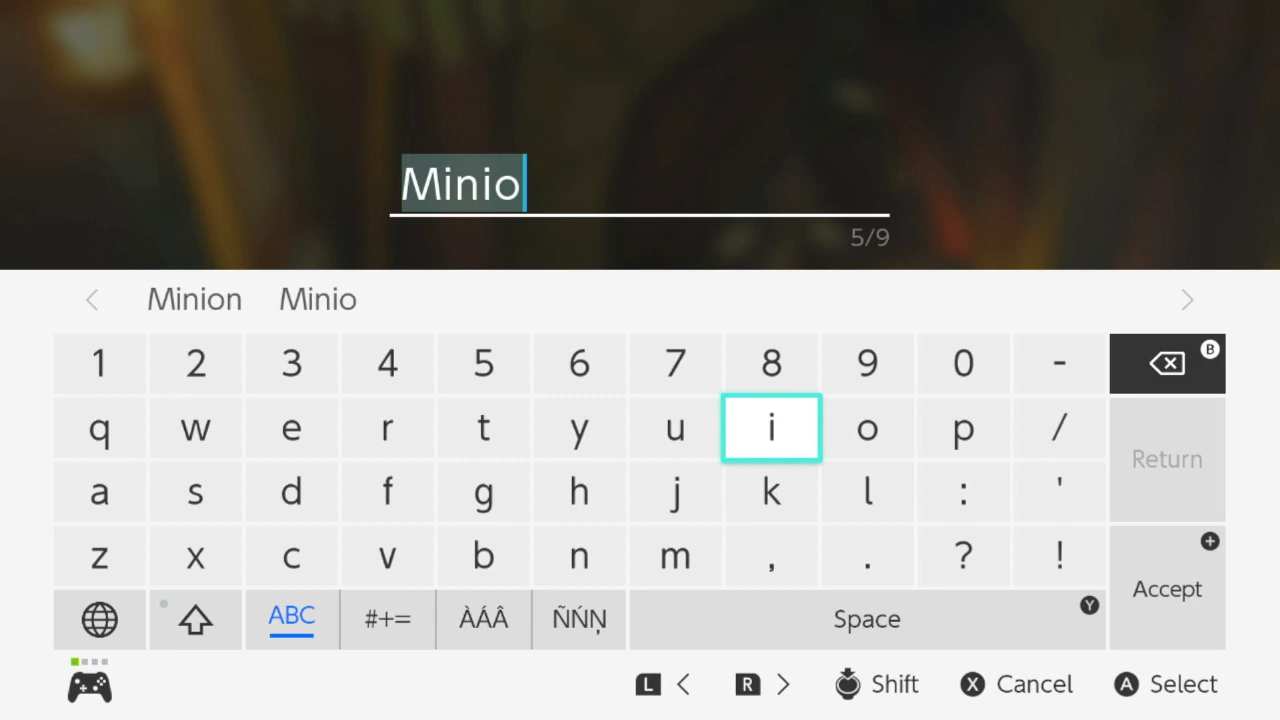 Minio
5/9
Minion Minio
1 2 3 4 5 6 7 8 9 0 - B
q w e r t y u i o p /
Return
a s d f g h j k l : '
z x c v b n m , . ? ! +
Accept
ABC #+= ÀÁÂ ÑŃŅ Space Y
L R Shift X Cancel A Select